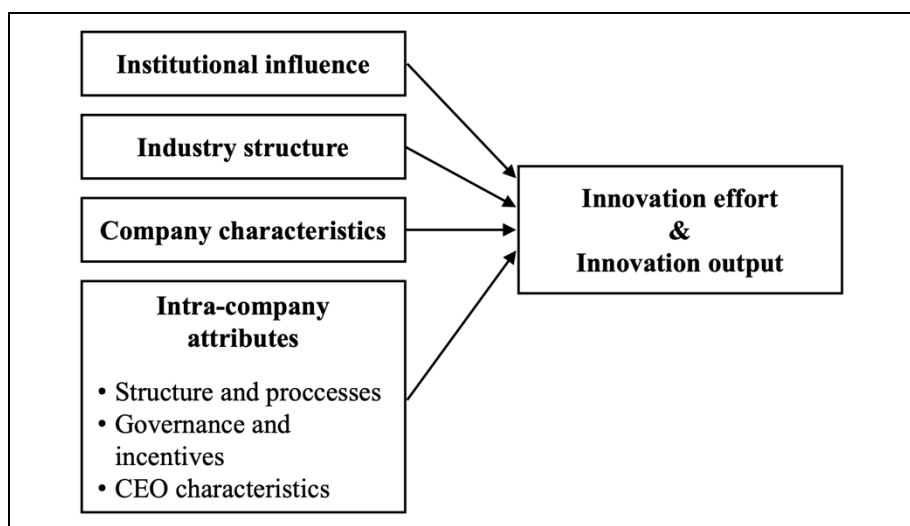 Institutional influence
Industry structure
Company characteristics
Intra-company
attributes
• Structure and proccesses
• Governance and
incentives
• CEO characteristics
Innovation effort
&
Innovation output